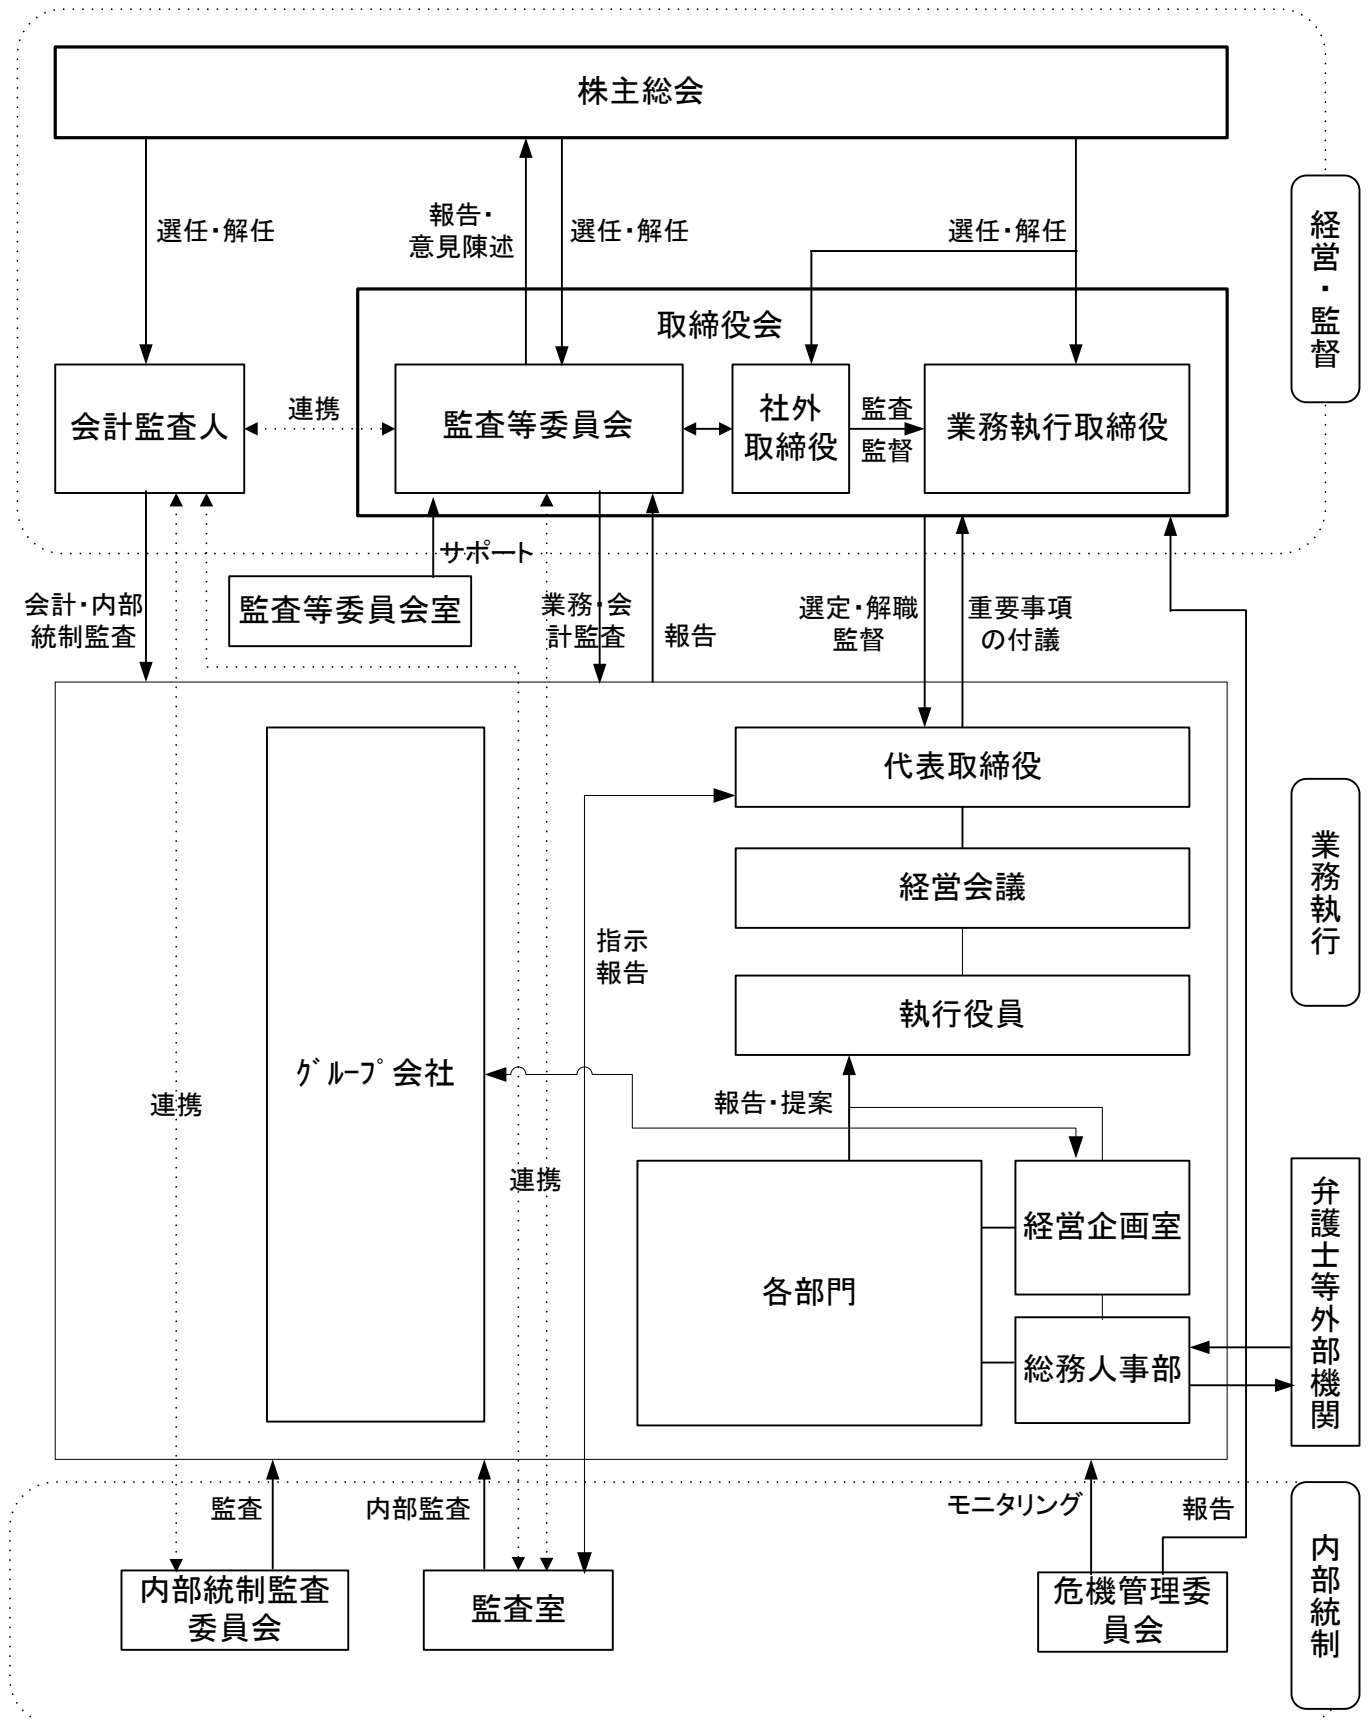 株主総会
選任・解任
報告・
意見陳述
選任・解任
選任・解任
経営・監督
取締役会
会計監査人
連携
監査等委員会
社外
取締役
監査
監督
業務執行取締役
サポート
監査等委員会室
会計・内部
統制監査
業務・会
計監査
報告
選定・解職
監督
重要事項
の付議
代表取締役
経営会議
業務執行
指示
報告
執行役員
ｸﾞﾙｰﾌﾟ会社
連携
報告・提案
連携
経営企画室
各部門
総務人事部
弁護士等外部機関
監査
内部監査
モニタリング
報告
内部統制監査
委員会
監査室
危機管理委
員会
内部統制